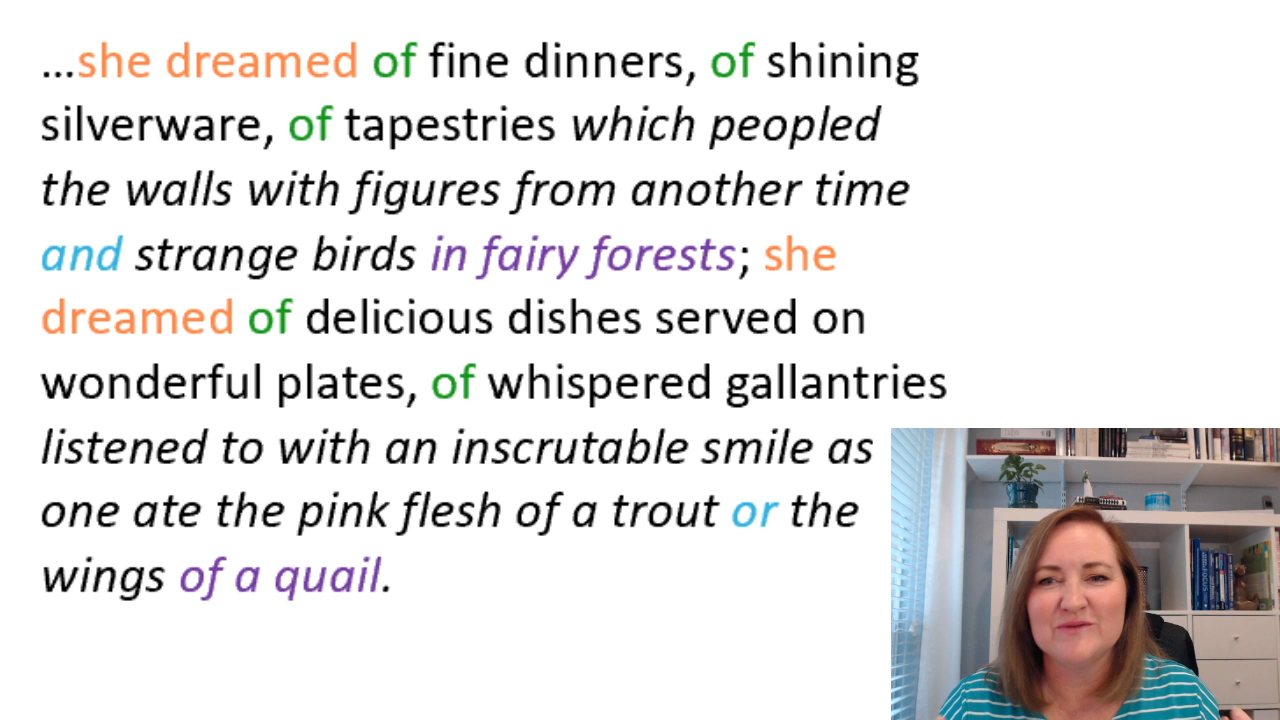 ...she dreamed of fine dinners, of shining
silverware, of tapestries which peopled
the walls with figures from another time
and strange birds in fairy forests; she
dreamed of delicious dishes served on
wonderful plates, of whispered gallantries
listened to with an inscrutable smile as
one ate the pink flesh of a trout or the
wings of a quail.